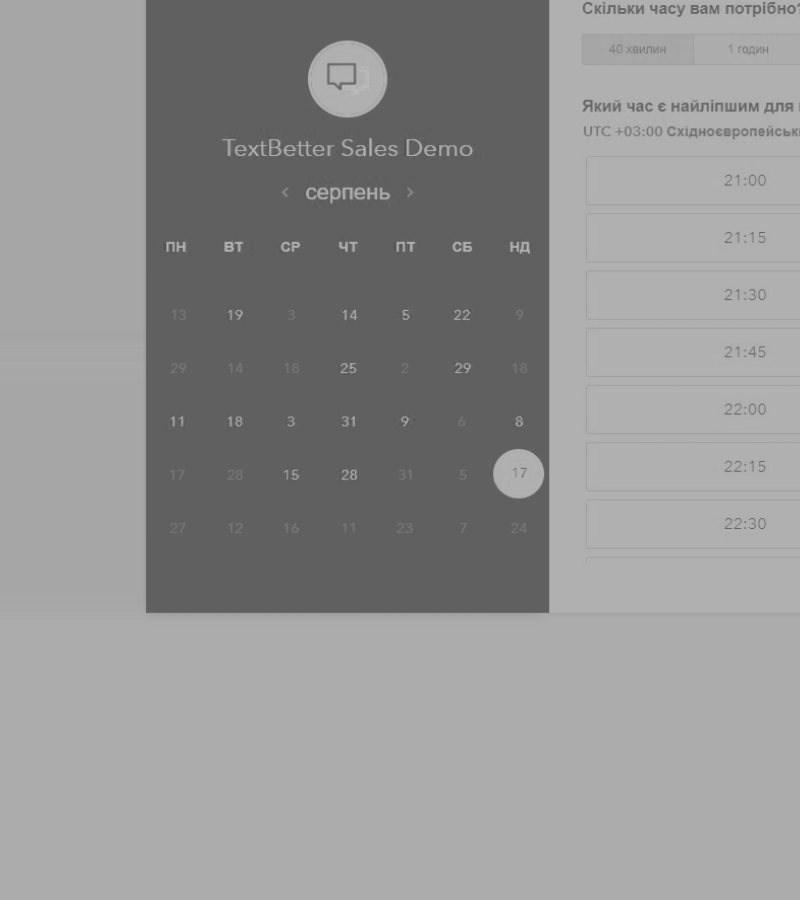 TextBetter Sales Demo
серпень
ПН ВТ СР ЧТ ПТ СБ НД
13 19 3 14 5 22 9
29 14 18 25 2 29 18
11 18 3 31 9 6 8
17 28 15 28 31 5 17
27 12 16 11 23 7 24
Скільки часу вам потрібно?
40 хвилин 1 годин
Який час є найліпшим для
UTC +03:00 Східноєвропейськ
21:00
21:15
21:30
21:45
22:00
22:15
22:30